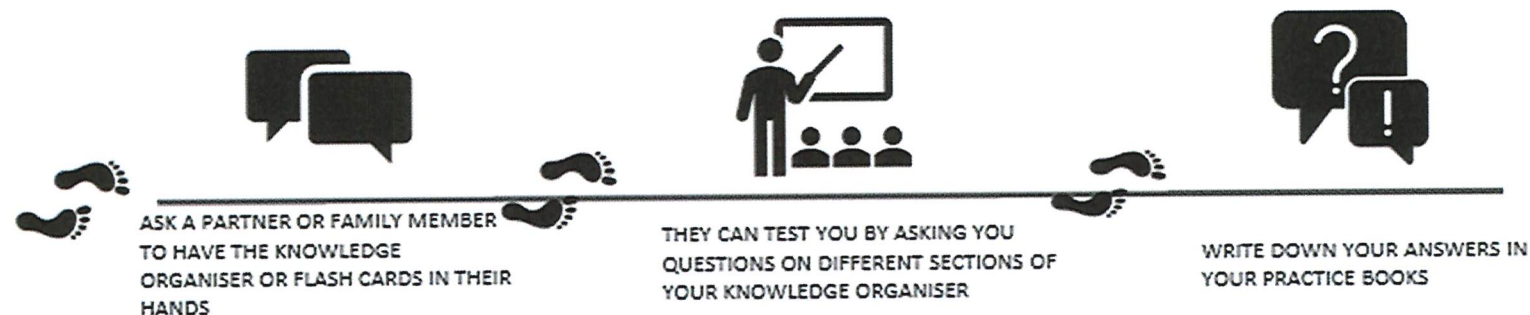 ?
!
ASK A PARTNER OR FAMILY MEMBER
TO HAVE THE KNOWLEDGE
ORGANISER OR FLASH CARDS IN THEIR
HANDS
THEY CAN TEST YOU BY ASKING YOU
QUESTIONS ON DIFFERENT SECTIONS OF
YOUR KNOWLEDGE ORGANISER
WRITE DOWN YOUR ANSWERS IN
YOUR PRACTICE BOOKS